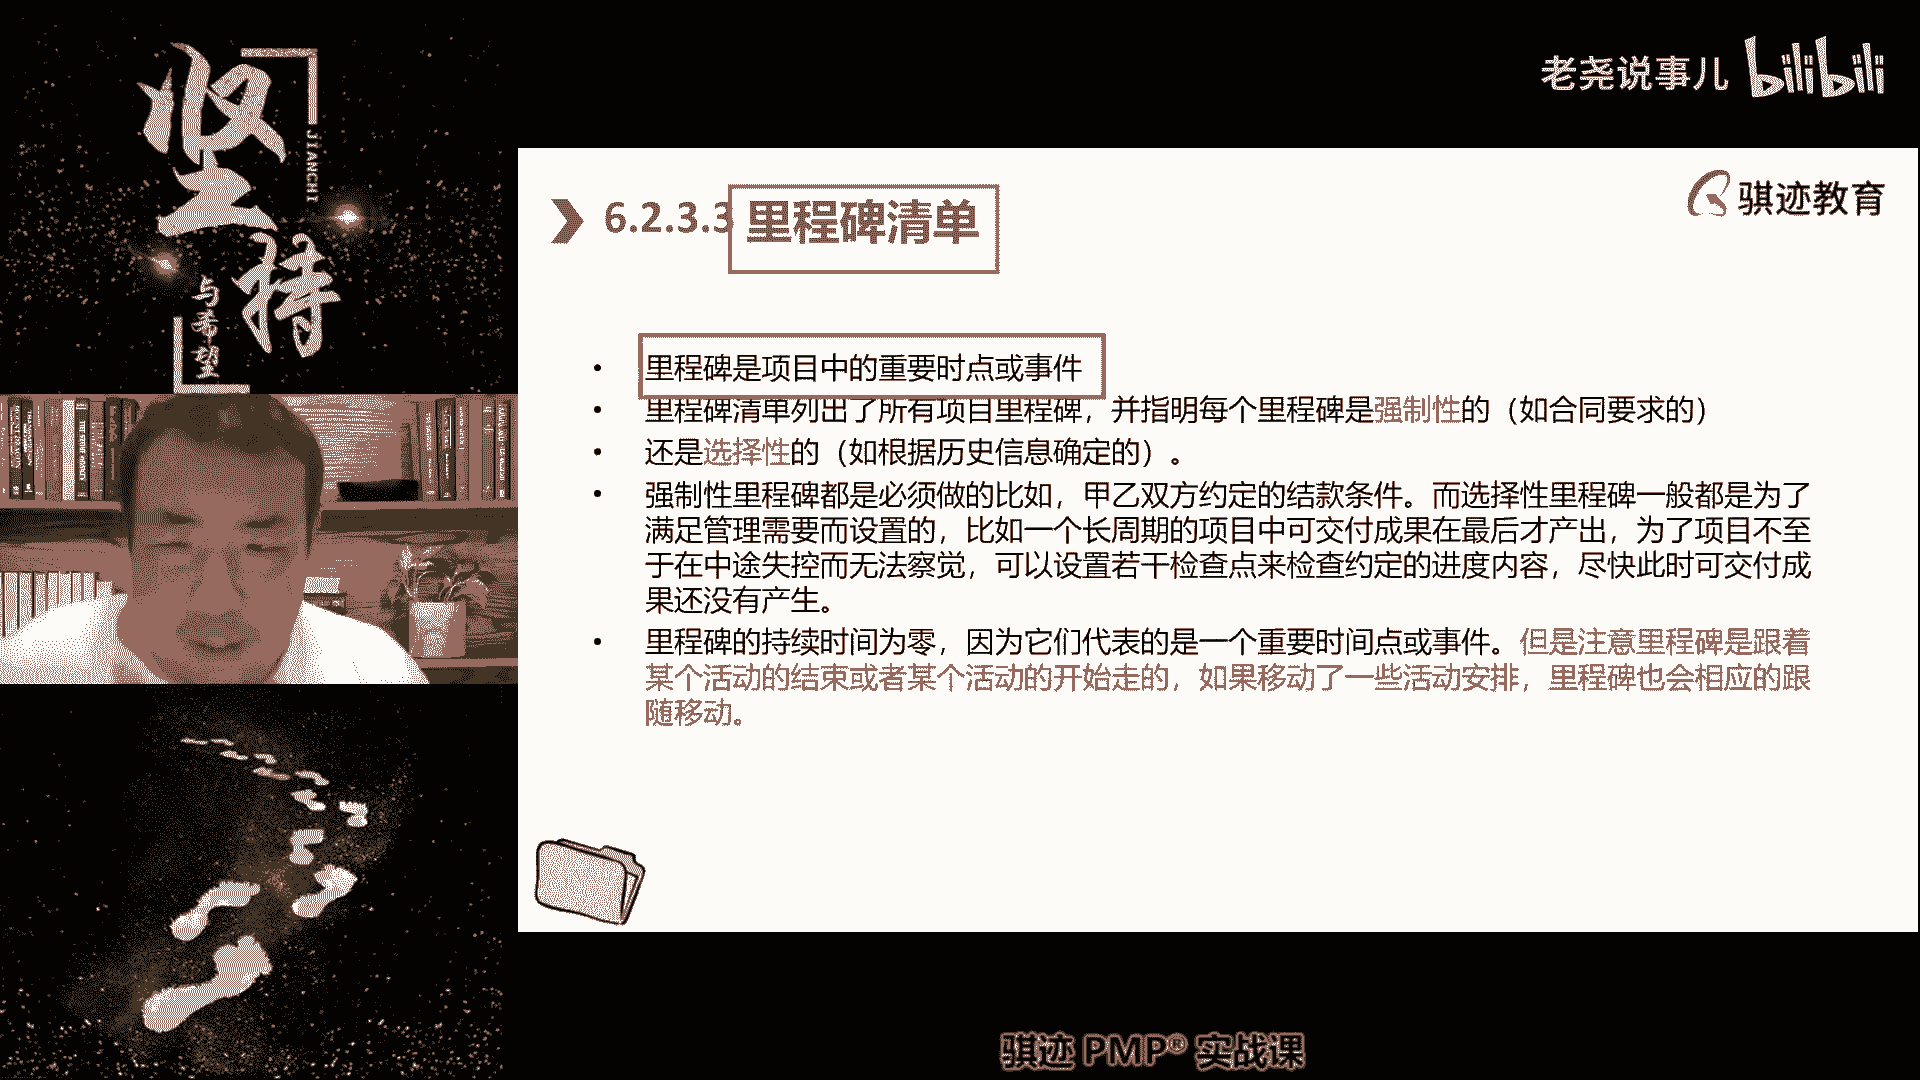 坚持
JIANCHI
与希望
老尧说事儿 bilibili
骐迹教育
6.2.3.3 里程碑清单
• 里程碑是项目中的重要时点或事件
• 里程碑清单列出了所有项目里程碑，并指明每个里程碑是强制性的（如合同要求的）
• 还是选择性的（如根据历史信息确定的）。
• 强制性里程碑都是必须做的比如，甲乙双方约定的结款条件。而选择性里程碑一般都是为了
满足管理需要而设置的，比如一个长周期的项目中可交付成果在最后才产出，为了项目不至
于在中途失控而无法察觉，可以设置若干检查点来检查约定的进度内容，尽快此时可交付成
果还没有产生。
• 里程碑的持续时间为零，因为它们代表的是一个重要时间点或事件。但是注意里程碑是跟着
某个活动的结束或者某个活动的开始走的，如果移动了一些活动安排，里程碑也会相应的跟
随移动。
骐迹 PMP® 实战课